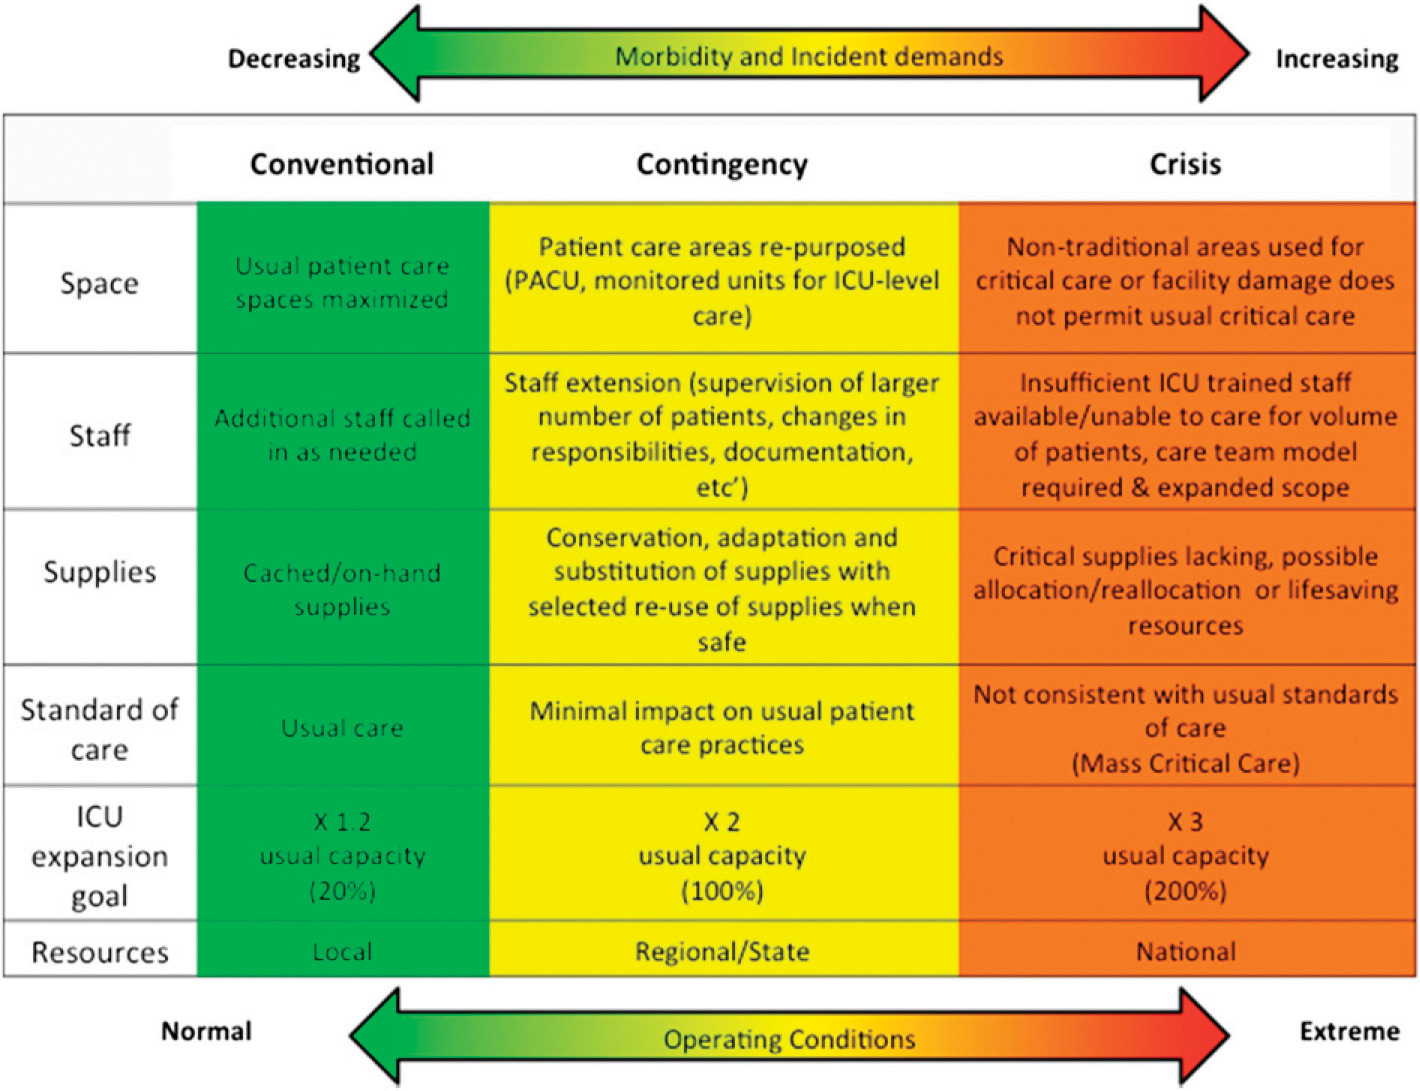 Decreasing
Morbidity and Incident demands
Increasing
Conventional
Contingency
Crisis
Space
Usual patient care
spaces maximized
Patient care areas re-purposed
(PACU, monitored units for ICU-level
care)
Non-traditional areas used for
critical care or facility damage does
not permit usual critical care
Staff
Additional staff called
in as needed
Staff extension (supervision of larger
number of patients, changes in
responsibilities, documentation,
etc’)
Insufficient ICU trained staff
available/unable to care for volume
of patients, care team model
required & expanded scope
Supplies
Cached/on-hand
supplies
Conservation, adaptation and
substitution of supplies with
selected re-use of supplies when
safe
Critical supplies lacking, possible
allocation/reallocation or lifesaving
resources
Standard of
care
Usual care
Minimal impact on usual patient
care practices
Not consistent with usual standards
of care
(Mass Critical Care)
ICU
expansion
goal
X 1.2
usual capacity
(20%)
X 2
usual capacity
(100%)
X 3
usual capacity
(200%)
Resources
Local
Regional/State
National
Normal
Operating Conditions
Extreme